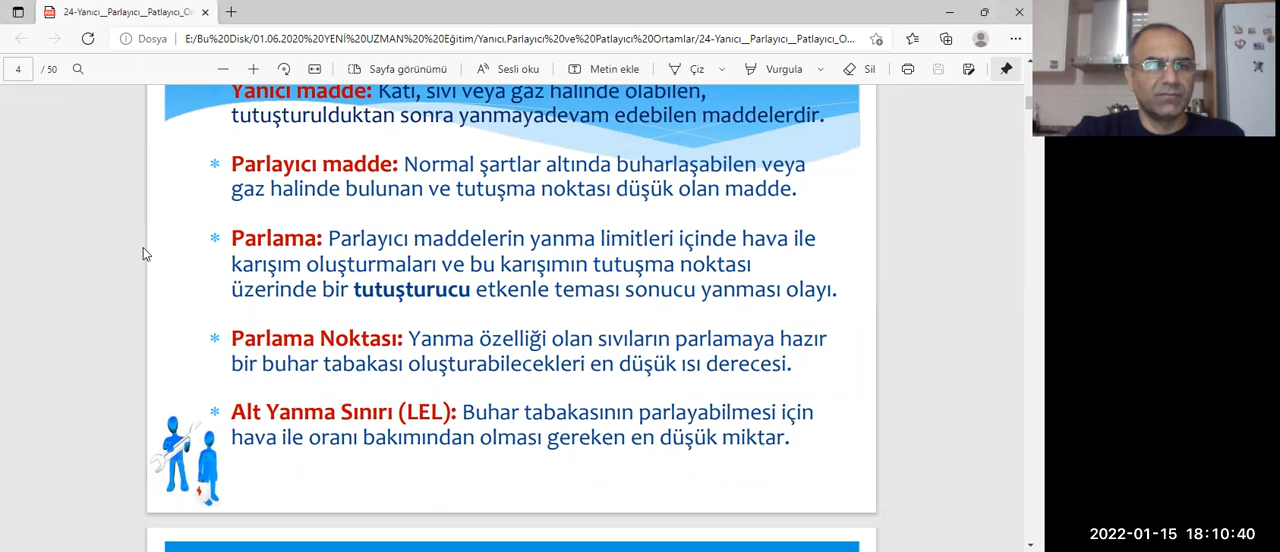 24-Yanıcı__Parlayıcı__Patlayıcı_Or
Dosya
E:/Bu%20Disk/01.06.2020%20YENİ%20UZMAN%20Eğitim/Yanıcı,Parlayıcı%20ve%20Patlayıcı%20Ortamlar/24-Yanıcı__Parlayıcı__Patlayıcı_O...
4 / 50
Sayfa görünümü
Sesli oku
Metin ekle
Çiz
Vurgula
Sil
Yanıcı madde: Katı, sıvı veya gaz halinde olabilen,
tutuşturulduktan sonra yanmayadevam edebilen maddelerdir.
* Parlayıcı madde: Normal şartlar altında buharlaşabilen veya
gaz halinde bulunan ve tutuşma noktası düşük olan madde.
* Parlama: Parlayıcı maddelerin yanma limitleri içinde hava ile
karışım oluşturmaları ve bu karışımın tutuşma noktası
üzerinde bir tutuşturucu etkenle teması sonucu yanması olayı.
* Parlama Noktası: Yanma özelliği olan sıvıların parlamaya hazır
bir buhar tabakası oluşturabilecekleri en düşük ısı derecesi.
* Alt Yanma Sınırı (LEL): Buhar tabakasının parlayabilmesi için
hava ile oranı bakımından olması gereken en düşük miktar.
2022-01-15 18:10:40